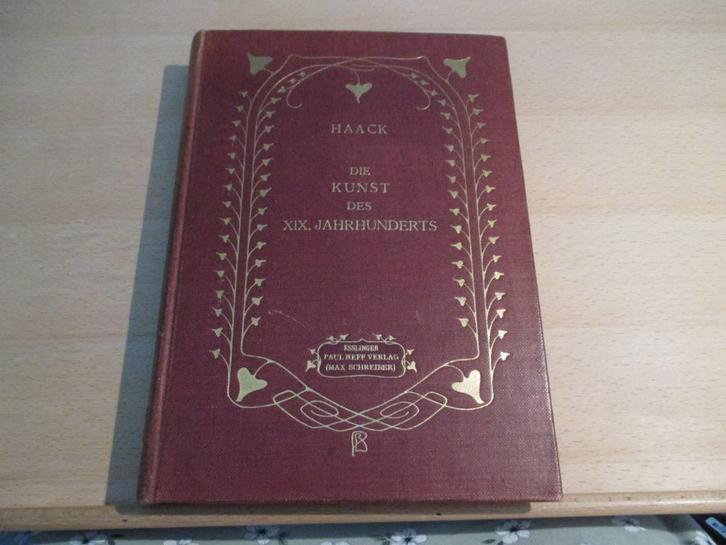 HAACK
DIE
KUNST
DES
XIX. JAHRHUNDERTS
ESSLINGEN
PAUL NEFF VERLAG
(MAX SCHREIBER)